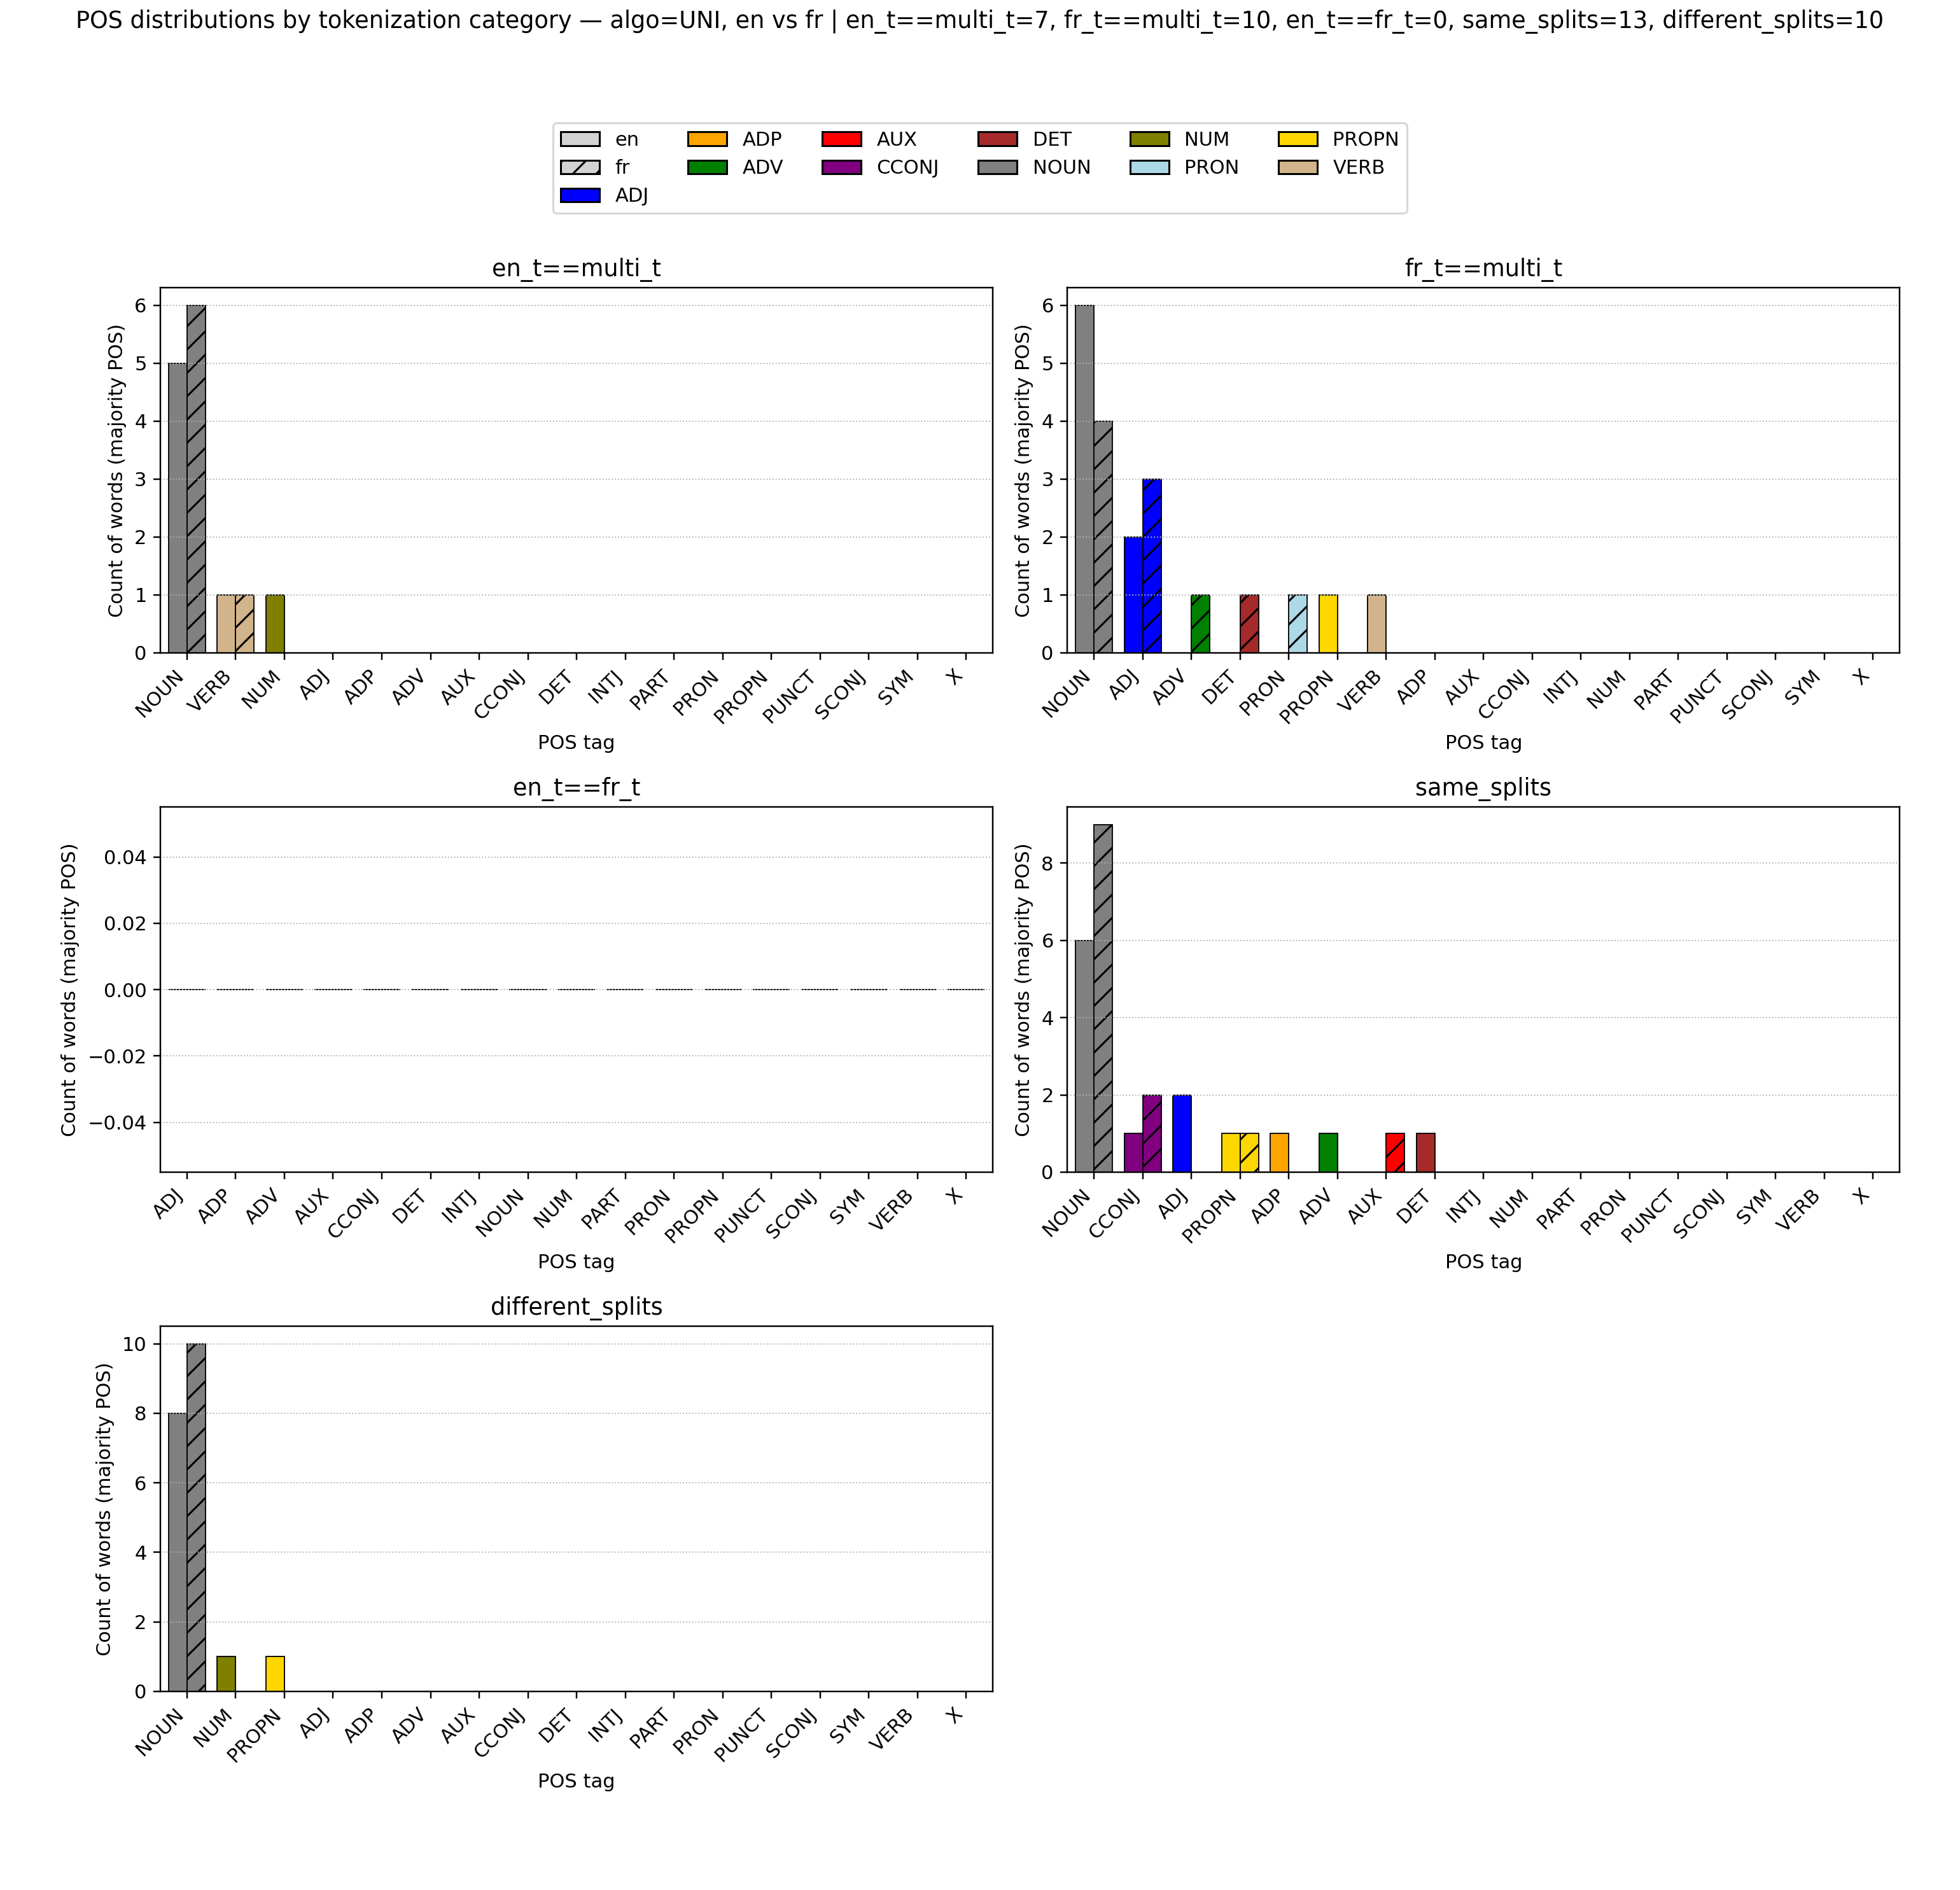 POS distributions by tokenization category — algo=UNI, en vs fr | en_t==multi_t=7, fr_t==multi_t=10, en_t==fr_t=0, same_splits=13, different_splits=10
en ADP AUX DET NUM PROPN
fr ADV CCONJ NOUN PRON VERB
ADJ
en_t==multi_t
Count of words (majority POS)
6
5
4
3
2
1
0
NOUN VERB NUM ADJ ADP ADV AUX CCONJ DET INTJ PART PRON PROPN PUNCT SCONJ SYM X
POS tag
fr_t==multi_t
Count of words (majority POS)
6
5
4
3
2
1
0
NOUN ADJ ADV DET PRON PROPN VERB ADP AUX CCONJ INTJ NUM PART PUNCT SCONJ SYM X
POS tag
en_t==fr_t
Count of words (majority POS)
0.04
0.02
0.00
−0.02
−0.04
ADJ ADP ADV AUX CCONJ DET INTJ NOUN NUM PART PRON PROPN PUNCT SCONJ SYM VERB X
POS tag
same_splits
Count of words (majority POS)
8
6
4
2
0
NOUN CCONJ ADJ PROPN ADP ADV AUX DET INTJ NUM PART PRON PUNCT SCONJ SYM VERB X
POS tag
different_splits
Count of words (majority POS)
10
8
6
4
2
0
NOUN NUM PROPN ADJ ADP ADV AUX CCONJ DET INTJ PART PRON PUNCT SCONJ SYM VERB X
POS tag